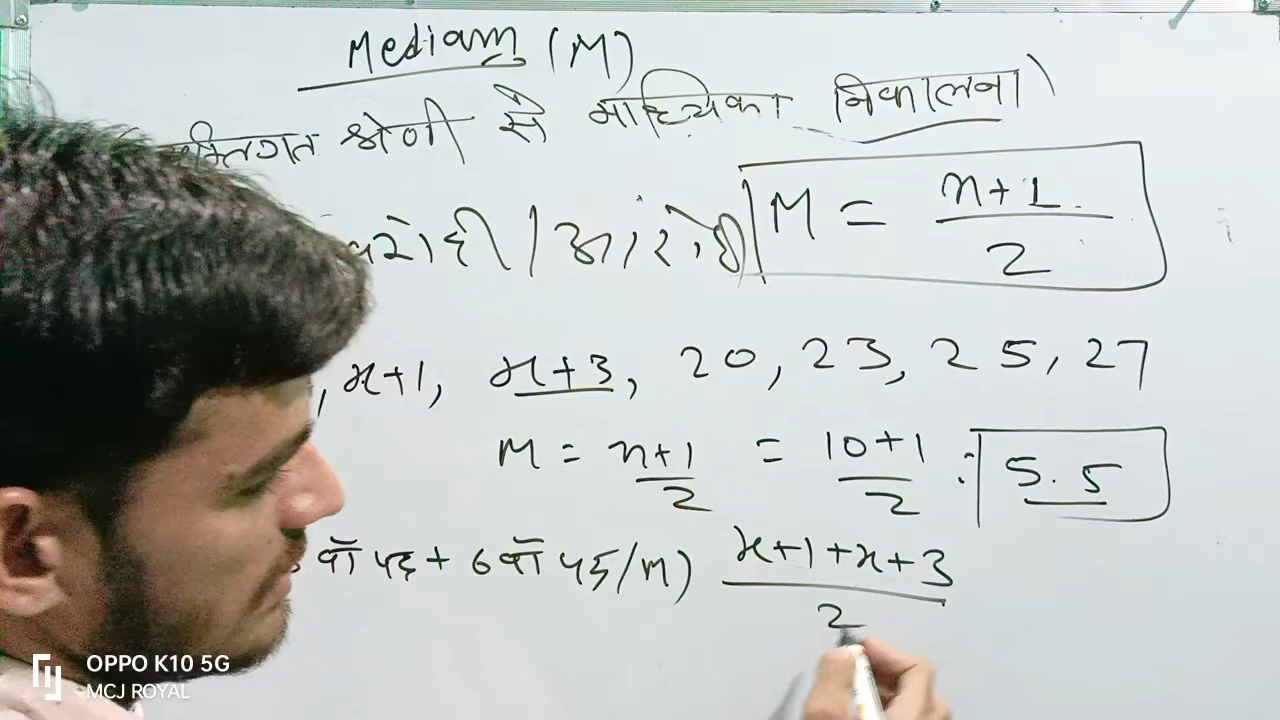 Median (M)
श्रेणी से माध्यिका निकालना)
M = n+1 / 2
, x+1, x+3, 20, 23, 25, 27
M = n+1 / 2 = 10+1 / 2 = 5.5
वाँ पद + 6वाँ पद/M) x+1+x+3 / 2
OPPO K10 5G
MCJ ROYAL